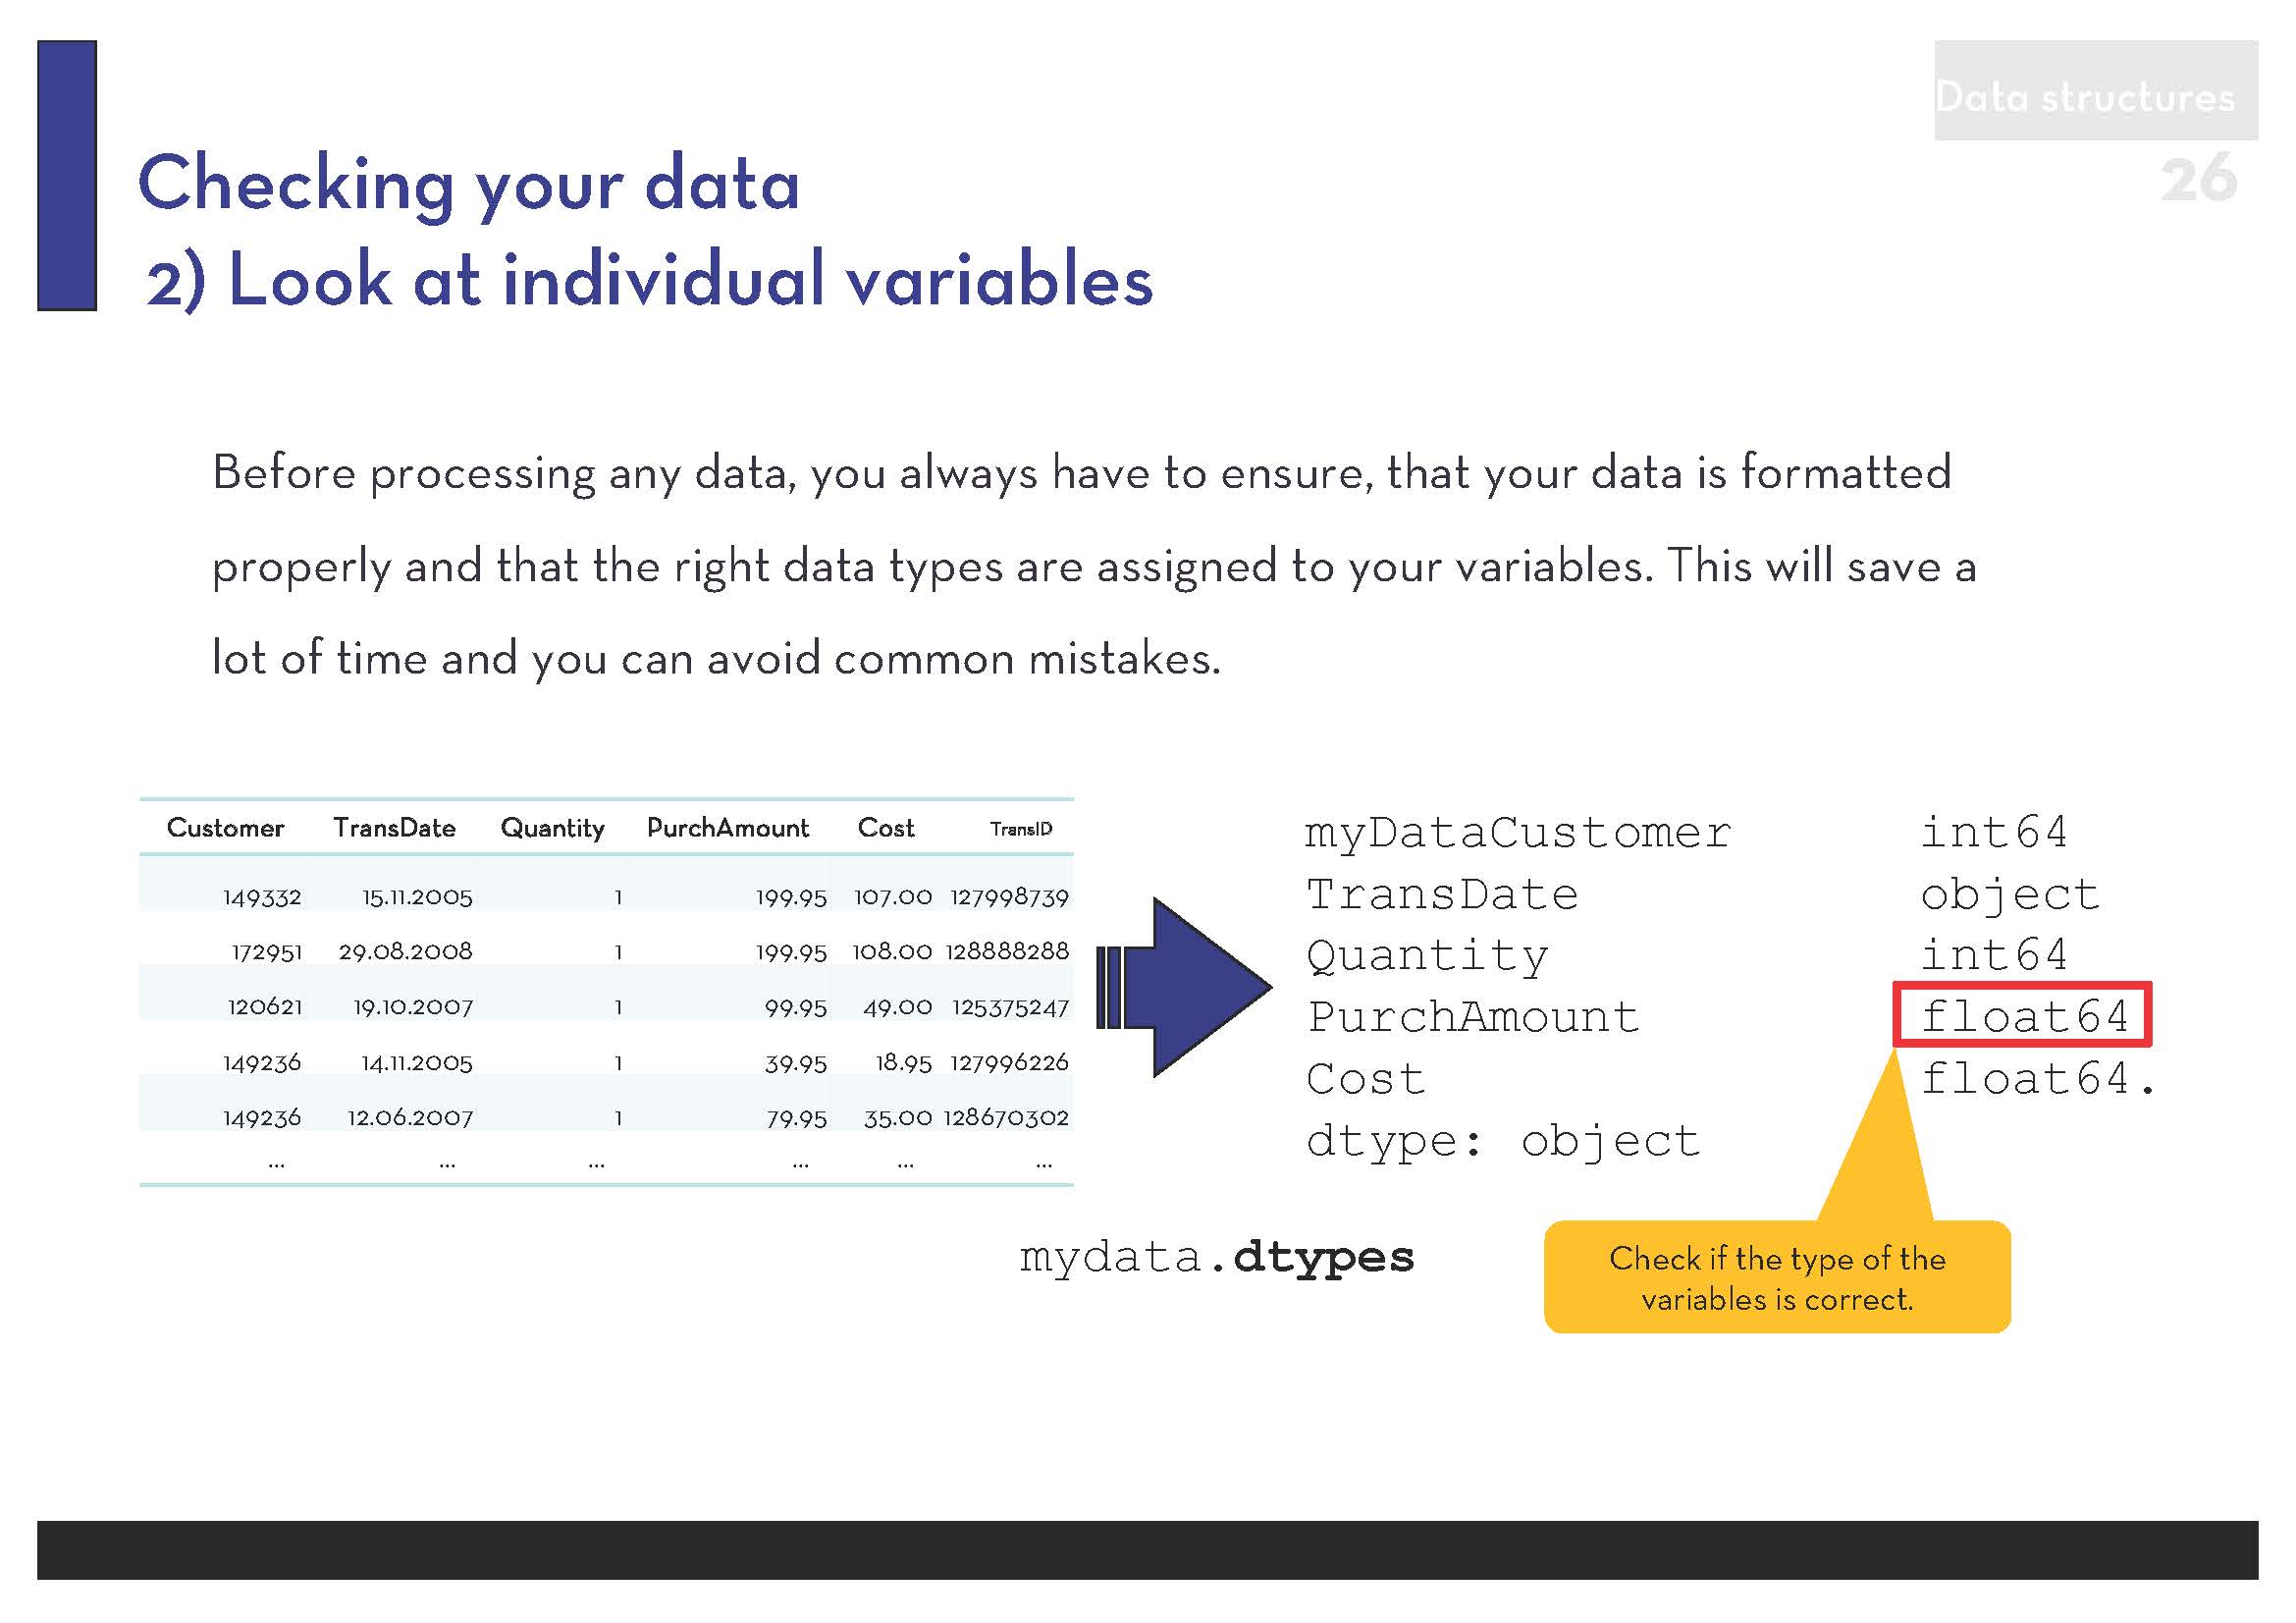 Data structures
26
Checking your data
2) Look at individual variables
Before processing any data, you always have to ensure, that your data is formatted
properly and that the right data types are assigned to your variables. This will save a
lot of time and you can avoid common mistakes.
Customer TransDate Quantity PurchAmount Cost TransID
149332 15.11.2005 1 199.95 107.00 127998739
172951 29.08.2008 1 199.95 108.00 128888288
120621 19.10.2007 1 99.95 49.00 125375247
149236 14.11.2005 1 39.95 18.95 127996226
149236 12.06.2007 1 79.95 35.00 128670302
... ... ... ... ... ...
myDataCustomer int64
TransDate object
Quantity int64
PurchAmount float64
Cost float64.
dtype: object
mydata.dtypes
Check if the type of the
variables is correct.